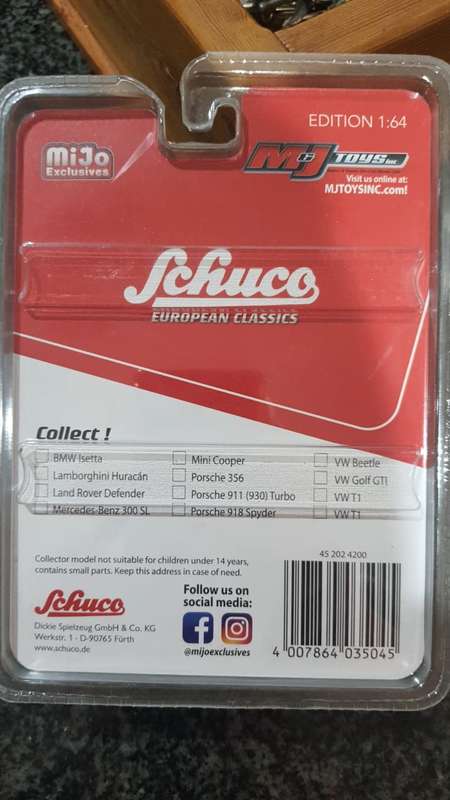 EDITION 1:64
MiJo
Exclusives
M&J TOYS INC.
Visit us online at:
MJTOYSINC.com!
Schuco
EUROPEAN CLASSICS
Collect !
BMW Isetta
Lamborghini Huracán
Land Rover Defender
Mercedes-Benz 300 SL
Mini Cooper
Porsche 356
Porsche 911 (930) Turbo
Porsche 918 Spyder
VW Beetle
VW Golf GTI
VW T1
VW T1
Collector model not suitable for children under 14 years,
contains small parts. Keep this address in case of need.
Schuco
Dickie Spielzeug GmbH & Co. KG
Werkstr. 1 - D-90765 Fürth
www.schuco.de
Follow us on
social media:
@mijoexclusives
45 202 4200
4 007864 035045